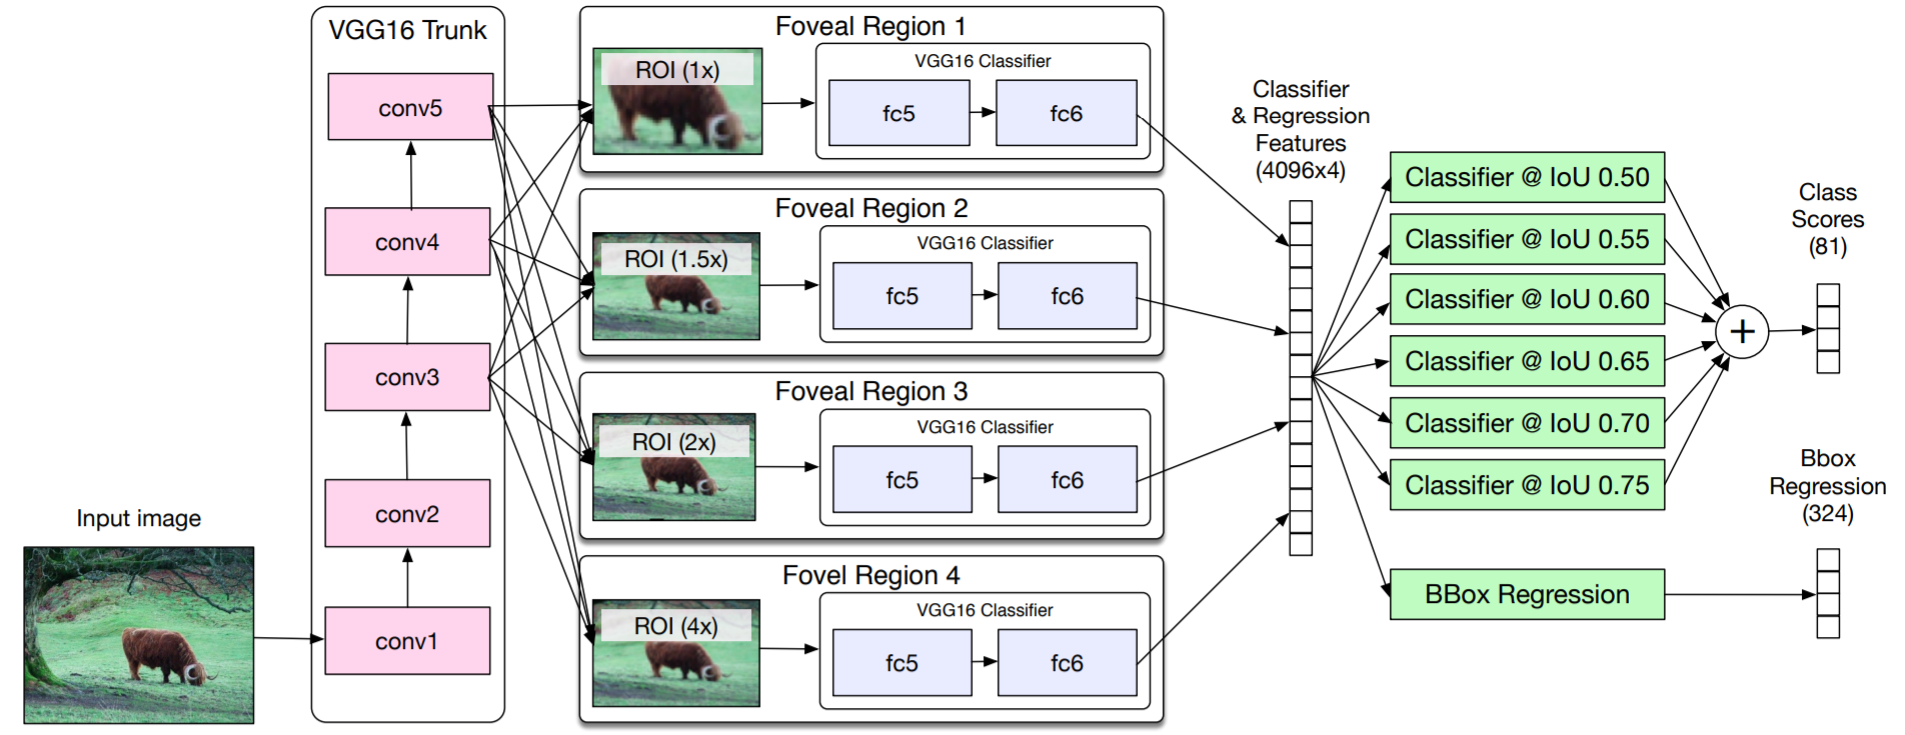 Input image
VGG16 Trunk
conv5
conv4
conv3
conv2
conv1
Foveal Region 1
ROI (1x)
VGG16 Classifier
fc5
fc6
Foveal Region 2
ROI (1.5x)
VGG16 Classifier
fc5
fc6
Foveal Region 3
ROI (2x)
VGG16 Classifier
fc5
fc6
Fovel Region 4
ROI (4x)
VGG16 Classifier
fc5
fc6
Classifier
& Regression
Features
(4096x4)
Classifier @ IoU 0.50
Classifier @ IoU 0.55
Classifier @ IoU 0.60
Classifier @ IoU 0.65
Classifier @ IoU 0.70
Classifier @ IoU 0.75
BBox Regression
+
Class
Scores
(81)
Bbox
Regression
(324)